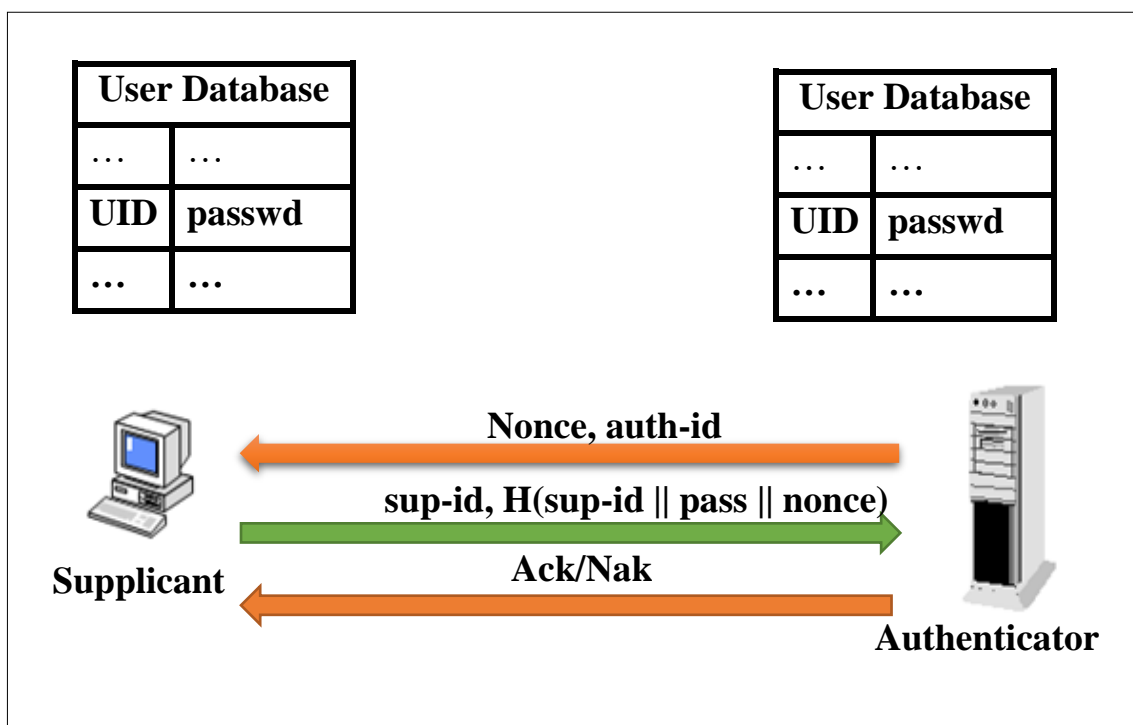 User Database
… …
UID passwd
… …
User Database
… …
UID passwd
… …
Nonce, auth-id
sup-id, H(sup-id || pass || nonce)
Ack/Nak
Supplicant
Authenticator